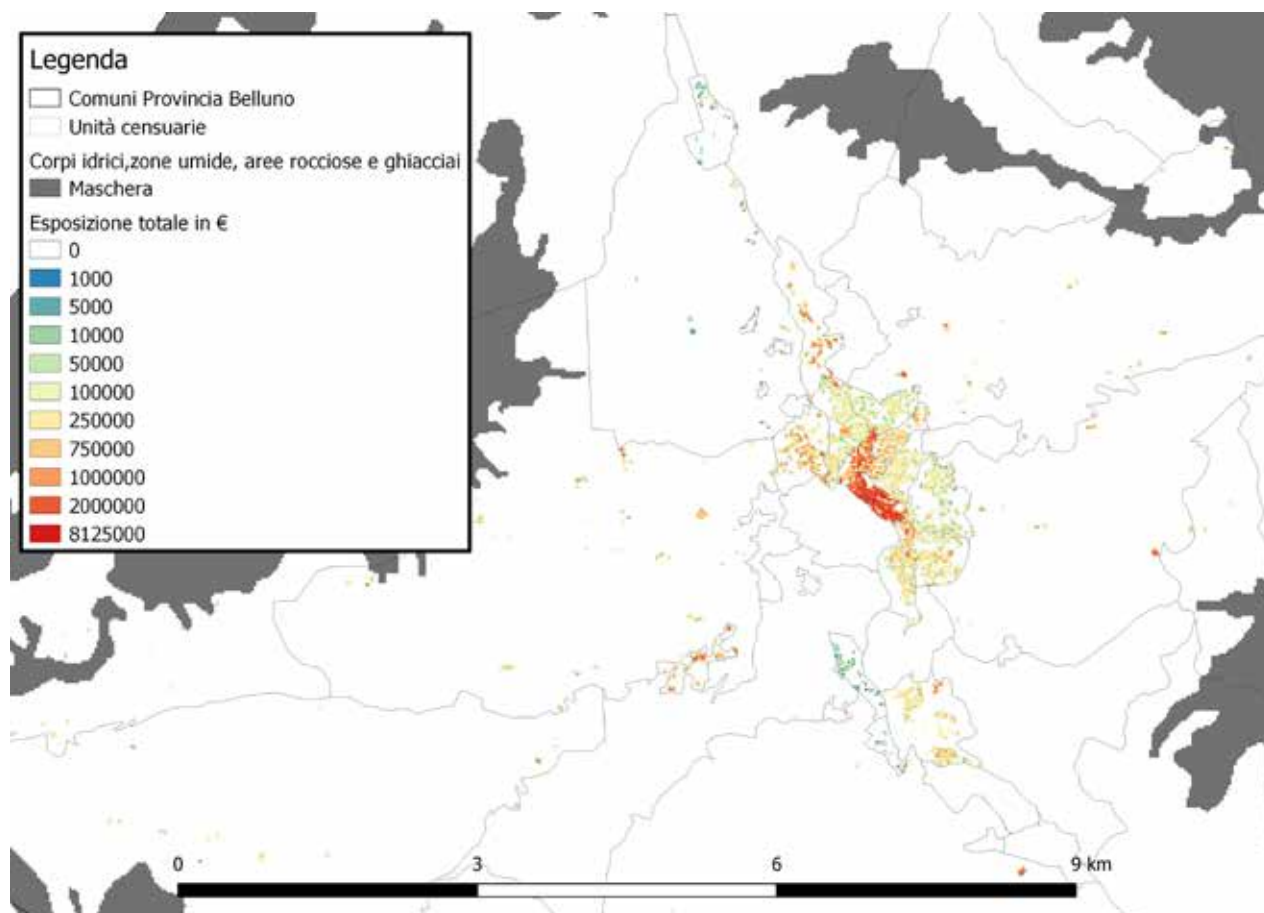 Legenda
Comuni Provincia Belluno
Unità censuarie
Corpi idrici,zone umide, aree rocciose e ghiacciai
Maschera
Esposizione totale in €
0
1000
5000
10000
50000
100000
250000
750000
1000000
2000000
8125000
0 3 6 9 km